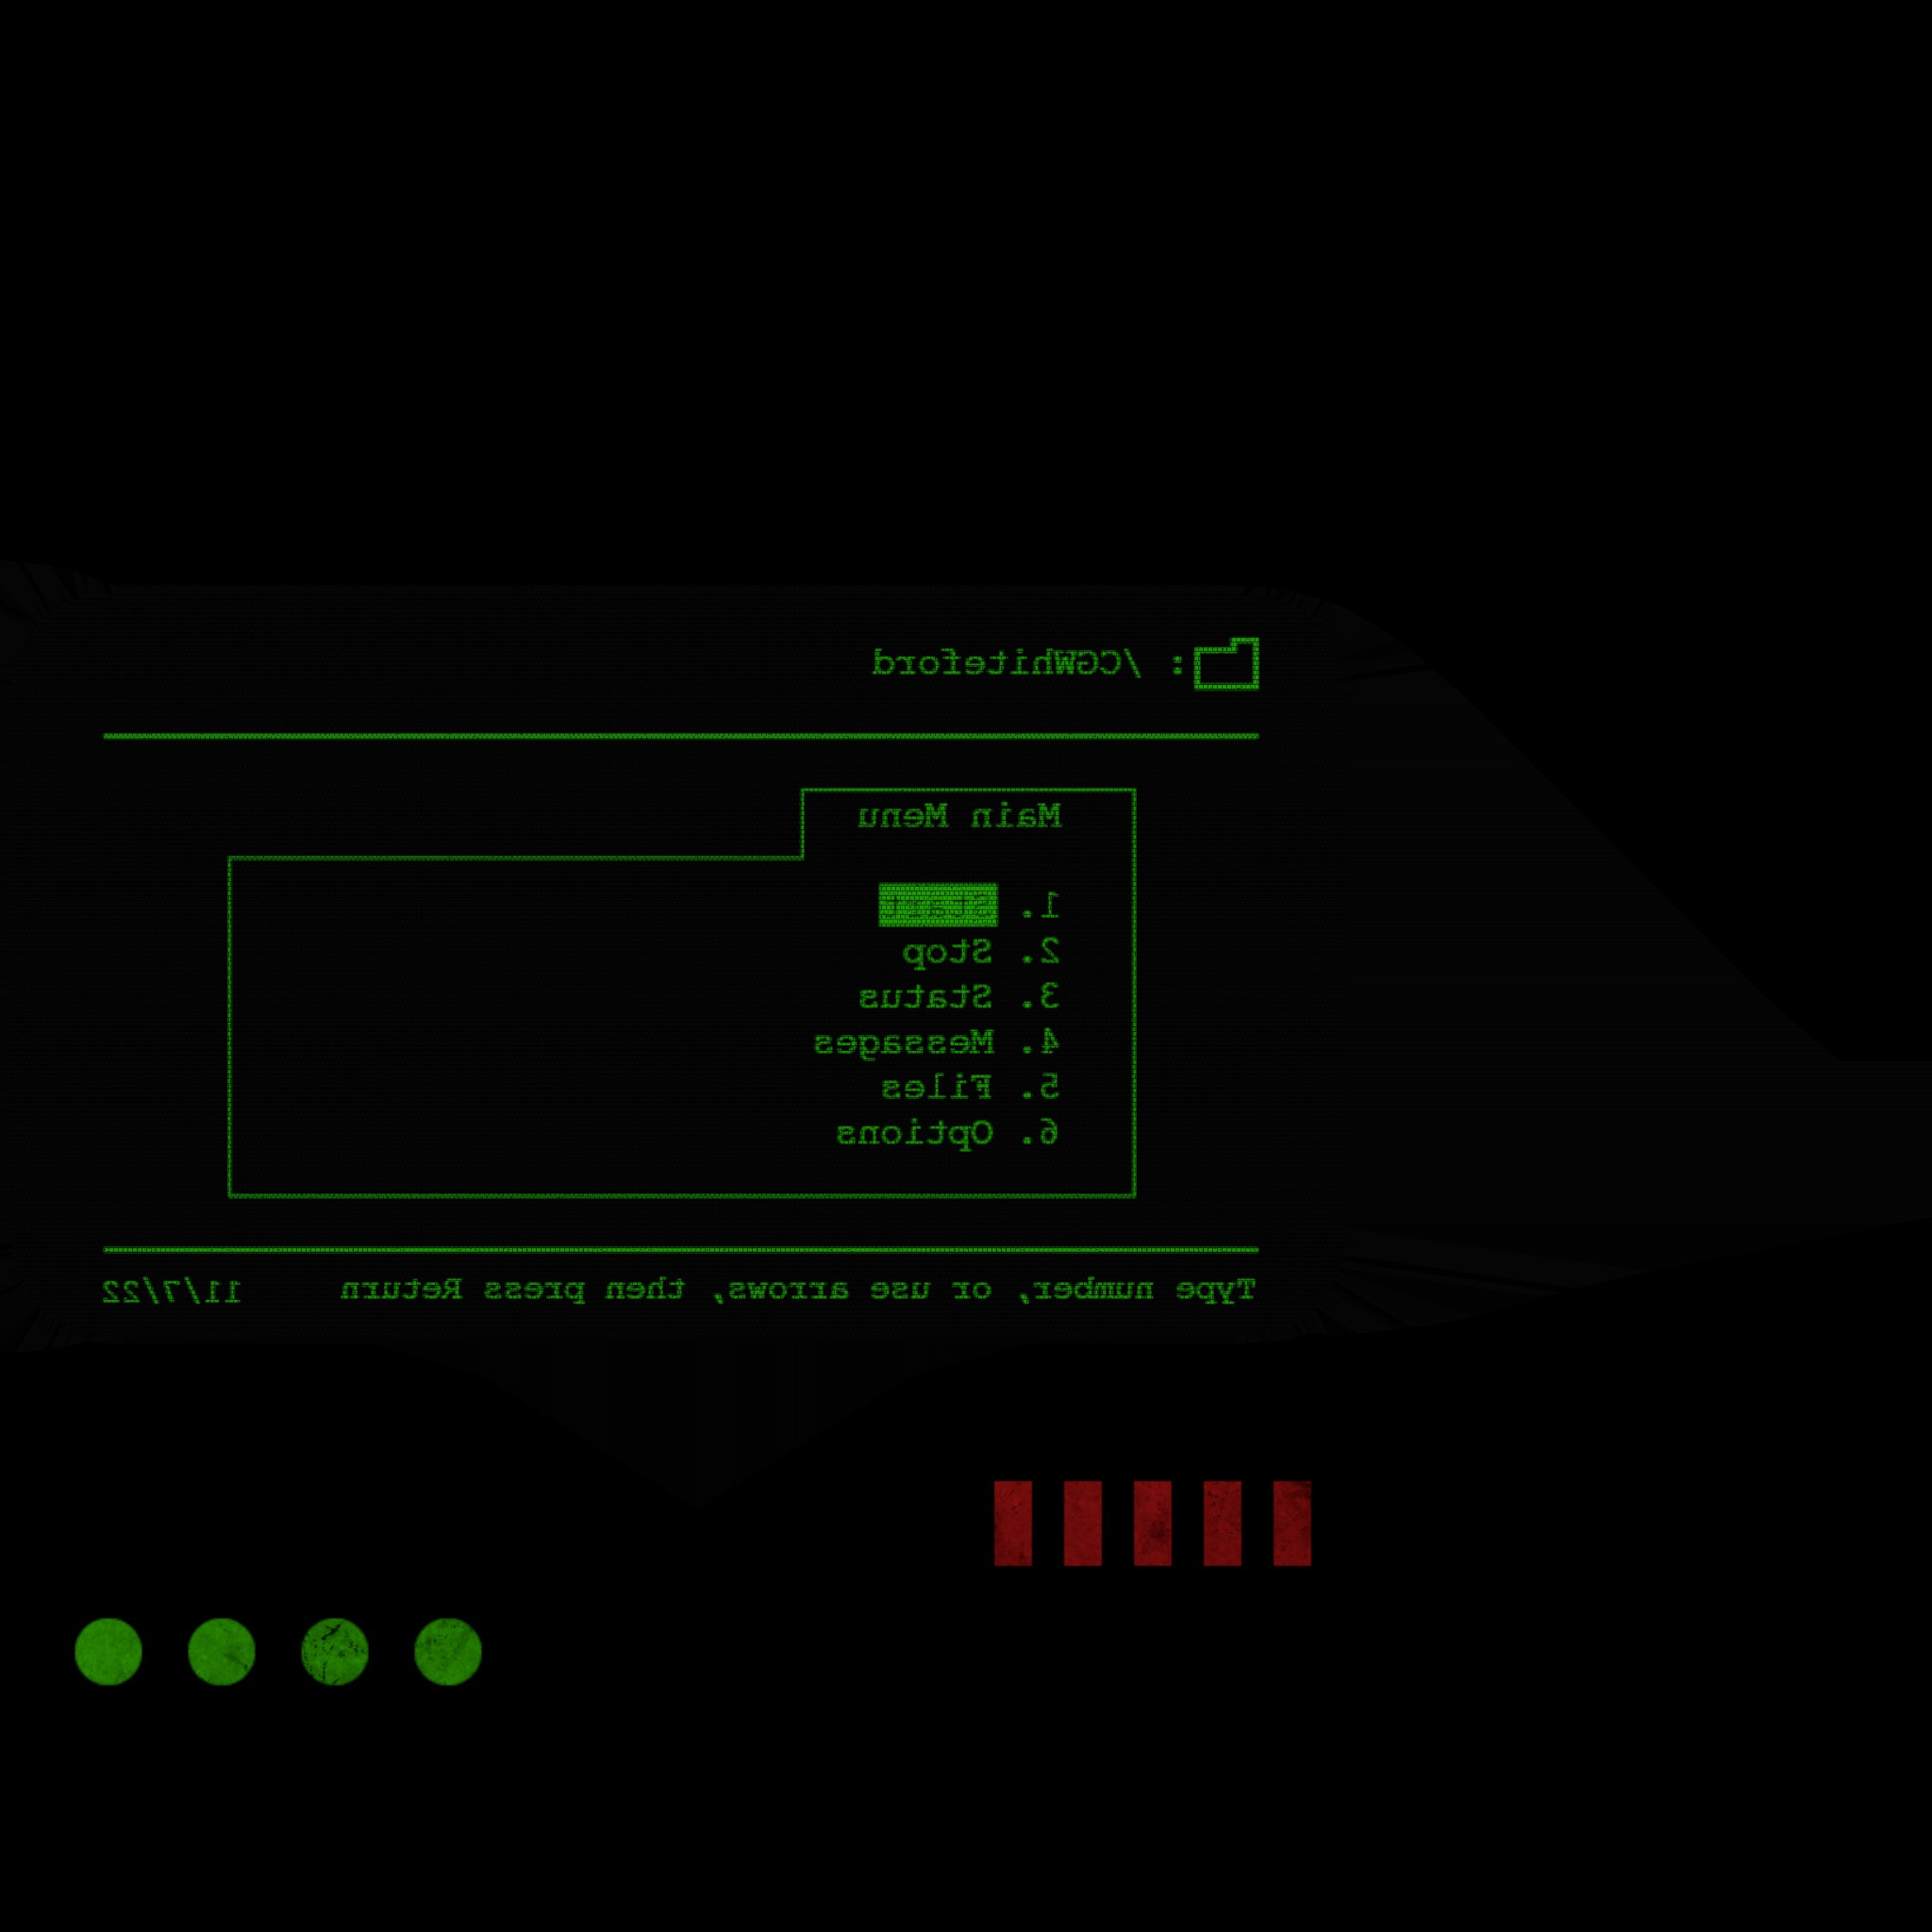 : /CGWhiteford
Main Menu
1. Start
2. Stop
3. Status
4. Messages
5. Files
6. Options
Type number, or use arrows, then press Return 11/7/22